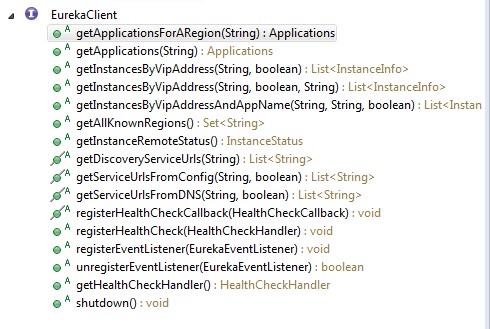 EurekaClient
getApplicationsForARegion(String) : Applications
getApplications(String) : Applications
getInstancesByVipAddress(String, boolean) : List<InstanceInfo>
getInstancesByVipAddress(String, boolean, String) : List<InstanceInfo>
getInstancesByVipAddressAndAppName(String, String, boolean) : List<Instan
getAllKnownRegions() : Set<String>
getInstanceRemoteStatus() : InstanceStatus
getDiscoveryServiceUrls(String) : List<String>
getServiceUrlsFromConfig(String, boolean) : List<String>
getServiceUrlsFromDNS(String, boolean) : List<String>
registerHealthCheckCallback(HealthCheckCallback) : void
registerHealthCheck(HealthCheckHandler) : void
registerEventListener(EurekaEventListener) : void
unregisterEventListener(EurekaEventListener) : boolean
getHealthCheckHandler() : HealthCheckHandler
shutdown() : void